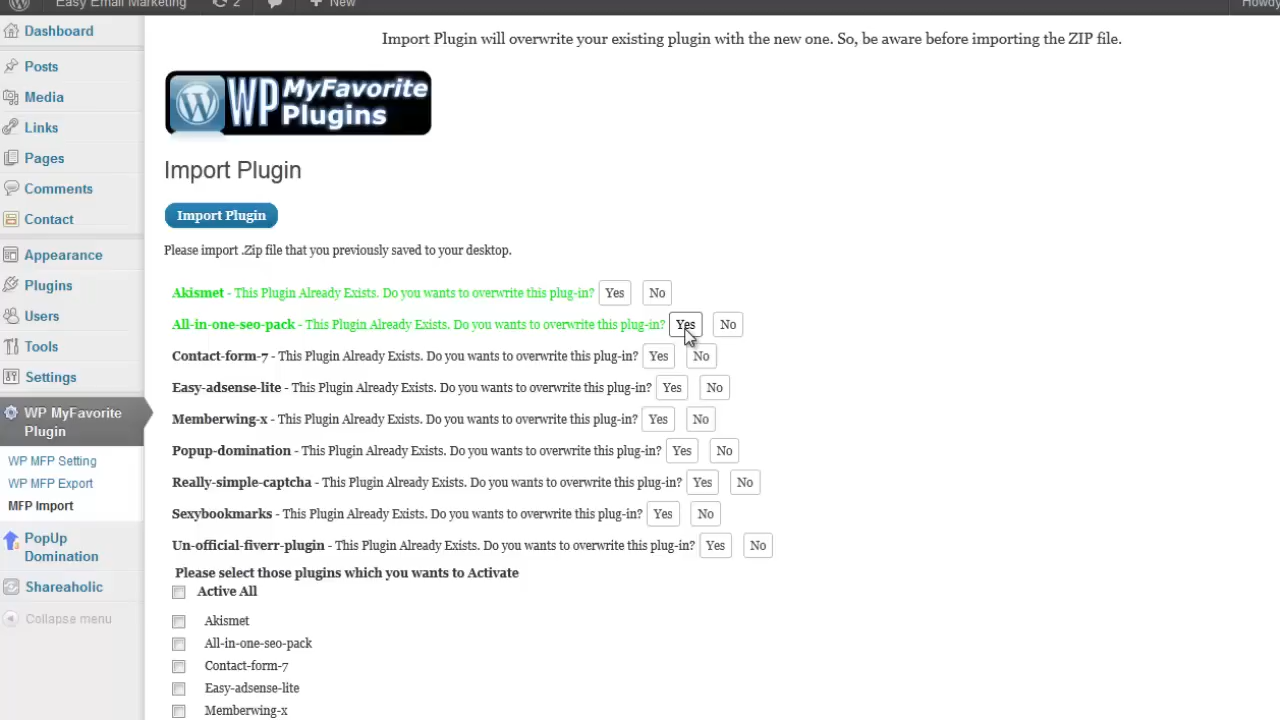 Easy Email Marketing 2 New Howdy
Dashboard
Posts
Media
Links
Pages
Comments
Contact
Appearance
Plugins
Users
Tools
Settings
WP MyFavorite
Plugin
WP MFP Setting
WP MFP Export
MFP Import
PopUp
Domination
Shareaholic
Collapse menu
Import Plugin will overwrite your existing plugin with the new one. So, be aware before importing the ZIP file.
WP MyFavorite
Plugins
Import Plugin
Import Plugin
Please import .Zip file that you previously saved to your desktop.
Akismet - This Plugin Already Exists. Do you wants to overwrite this plug-in? Yes No
All-in-one-seo-pack - This Plugin Already Exists. Do you wants to overwrite this plug-in? Yes No
Contact-form-7 - This Plugin Already Exists. Do you wants to overwrite this plug-in? Yes No
Easy-adsense-lite - This Plugin Already Exists. Do you wants to overwrite this plug-in? Yes No
Memberwing-x - This Plugin Already Exists. Do you wants to overwrite this plug-in? Yes No
Popup-domination - This Plugin Already Exists. Do you wants to overwrite this plug-in? Yes No
Really-simple-captcha - This Plugin Already Exists. Do you wants to overwrite this plug-in? Yes No
Sexybookmarks - This Plugin Already Exists. Do you wants to overwrite this plug-in? Yes No
Un-official-fiverr-plugin - This Plugin Already Exists. Do you wants to overwrite this plug-in? Yes No
Please select those plugins which you wants to Activate
Active All
Akismet
All-in-one-seo-pack
Contact-form-7
Easy-adsense-lite
Memberwing-x